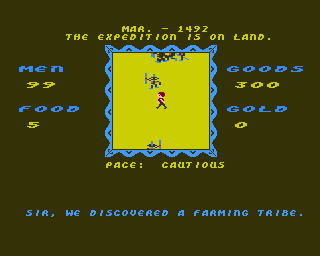 MAR. - 1492
THE EXPEDITION IS ON LAND.
MEN
GOODS
99
300
FOOD
GOLD
5
0
PACE: CAUTIOUS
SIR, WE DISCOVERED A FARMING TRIBE.